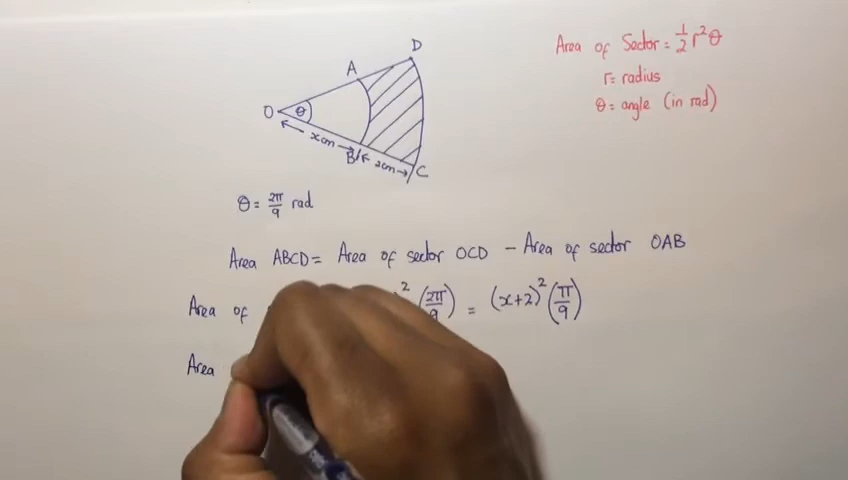 D
A
O
θ
x cm
B
2cm
C
Area of Sector = 1/2 r²θ
r = radius
θ = angle (in rad)
θ = 2π/9 rad
Area ABCD = Area of sector OCD - Area of sector OAB
Area of ² (2π/9) = (x+2)² (π/9)
Area